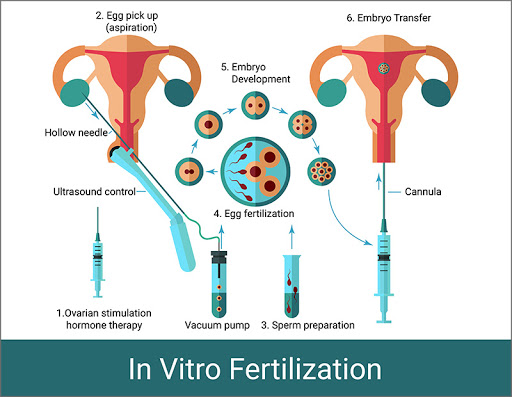 2. Egg pick up
(aspiration)
6. Embryo Transfer
5. Embryo
Development
Hollow needle
Ultrasound control
Cannula
4. Egg fertilization
1.Ovarian stimulation
hormone therapy
Vacuum pump
3. Sperm preparation
In Vitro Fertilization